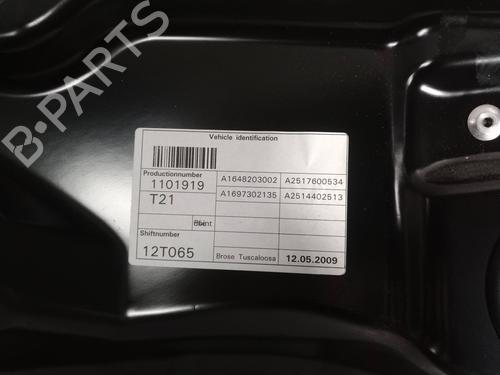 B-PARTS
Vehicle identification
Productionnumber
1101919
T21
A1648203002 A2517600534
A1697302135 A2514402513
Shiftnumber
12T065
Brose Tuscaloosa 12.05.2009